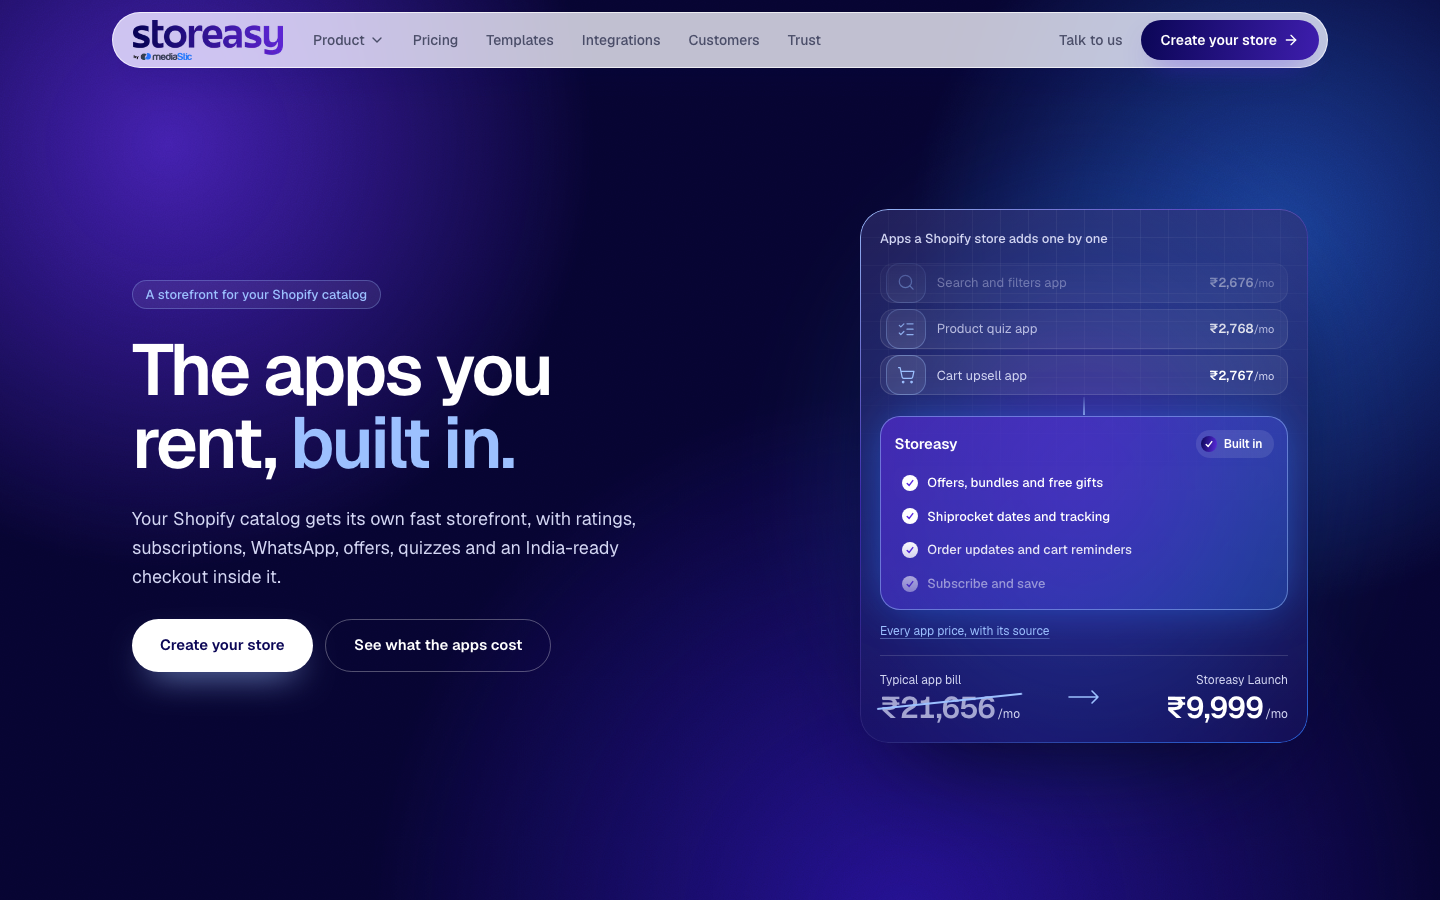 storeasy
by mediaStic
Product
Pricing
Templates
Integrations
Customers
Trust
Talk to us
Create your store
A storefront for your Shopify catalog
The apps you
rent, built in.
Your Shopify catalog gets its own fast storefront, with ratings,
subscriptions, WhatsApp, offers, quizzes and an India-ready
checkout inside it.
Create your store
See what the apps cost
Apps a Shopify store adds one by one
Search and filters app ₹2,676/mo
Product quiz app ₹2,768/mo
Cart upsell app ₹2,767/mo
Storeasy
Built in
Offers, bundles and free gifts
Shiprocket dates and tracking
Order updates and cart reminders
Subscribe and save
Every app price, with its source
Typical app bill
₹21,656/mo
Storeasy Launch
₹9,999/mo